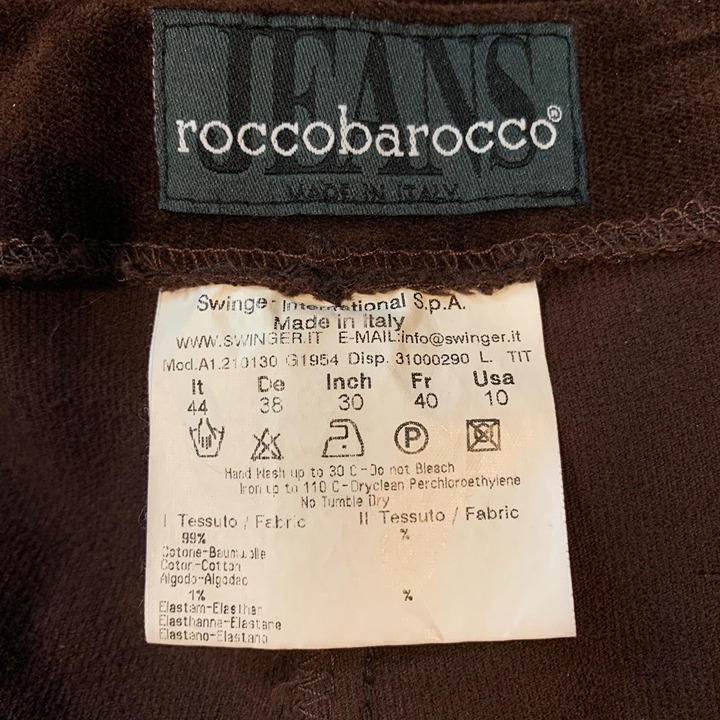 JEANS
roccobarocco®
MADE IN ITALY
Swinger International S.p.A.
Made in Italy
WWW.SWINGER.IT E-MAIL:info@swinger.it
Mod.A1.210130 G1954 Disp. 31000290 L. TIT
It De Inch Fr Usa
44 38 30 40 10
P
Hand Wash up to 30 C-Do not Bleach
Iron up to 110 C-Dryclean Perchloroethylene
No Tumble Dry
I Tessuto / Fabric II Tessuto / Fabric
99% %
Cotone-Baumwolle
Coton-Cotton
Algodo-Algodao
1% %
Elastam-Elasthan
Elasthanne-Elastane
Elastano-Elastano